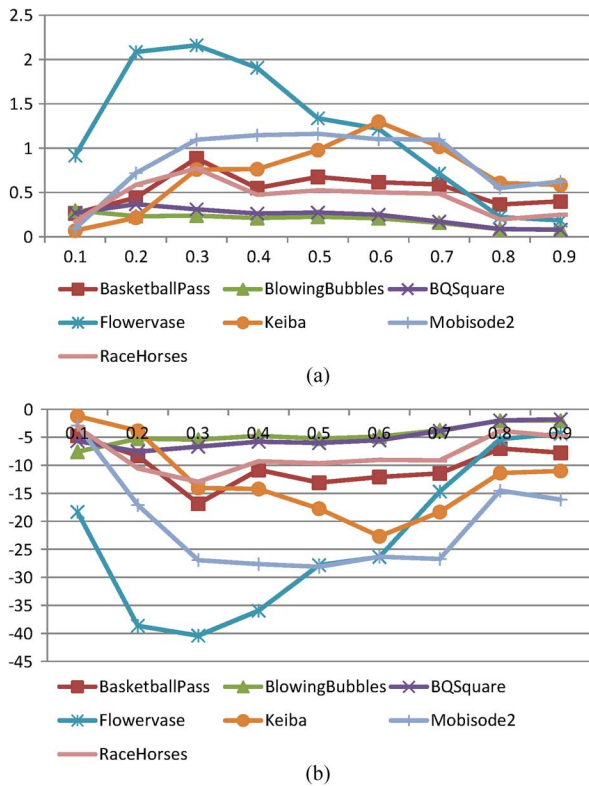 2.5
2
1.5
1
0.5
0
0.1 0.2 0.3 0.4 0.5 0.6 0.7 0.8 0.9
BasketballPass BlowingBubbles BQSquare
Flowervase Keiba Mobisode2
RaceHorses
(a)
0
0.1 0.2 0.3 0.4 0.5 0.6 0.7 0.8 0.9
-5
-10
-15
-20
-25
-30
-35
-40
-45
BasketballPass BlowingBubbles BQSquare
Flowervase Keiba Mobisode2
RaceHorses
(b)